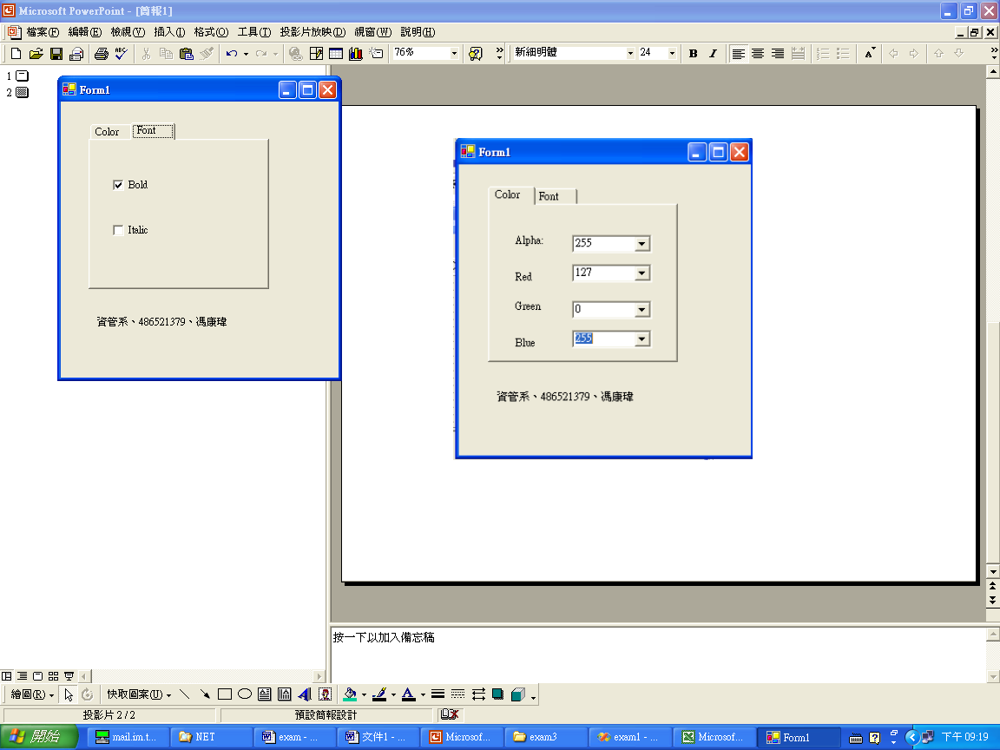 Microsoft PowerPoint - [簡報1]
檔案(F) 編輯(E) 檢視(V) 插入(I) 格式(O) 工具(T) 投影片放映(D) 視窗(W) 說明(H)
76% 新細明體 24 B I
1
2
Form1
Color Font
Bold
Italic
資管系、486521379、馮康瑋
Form1
Color Font
Alpha: 255
Red 127
Green 0
Blue 255
資管系、486521379、馮康瑋
按一下以加入備忘稿
繪圖(R) 快取圖案(U)
投影片 2 / 2 預設簡報設計
開始 mail.im.t... NET exam - ... 文件1 - ... Microsof... exam3 exam1 - ... Microsof... Form1 下午 09:19